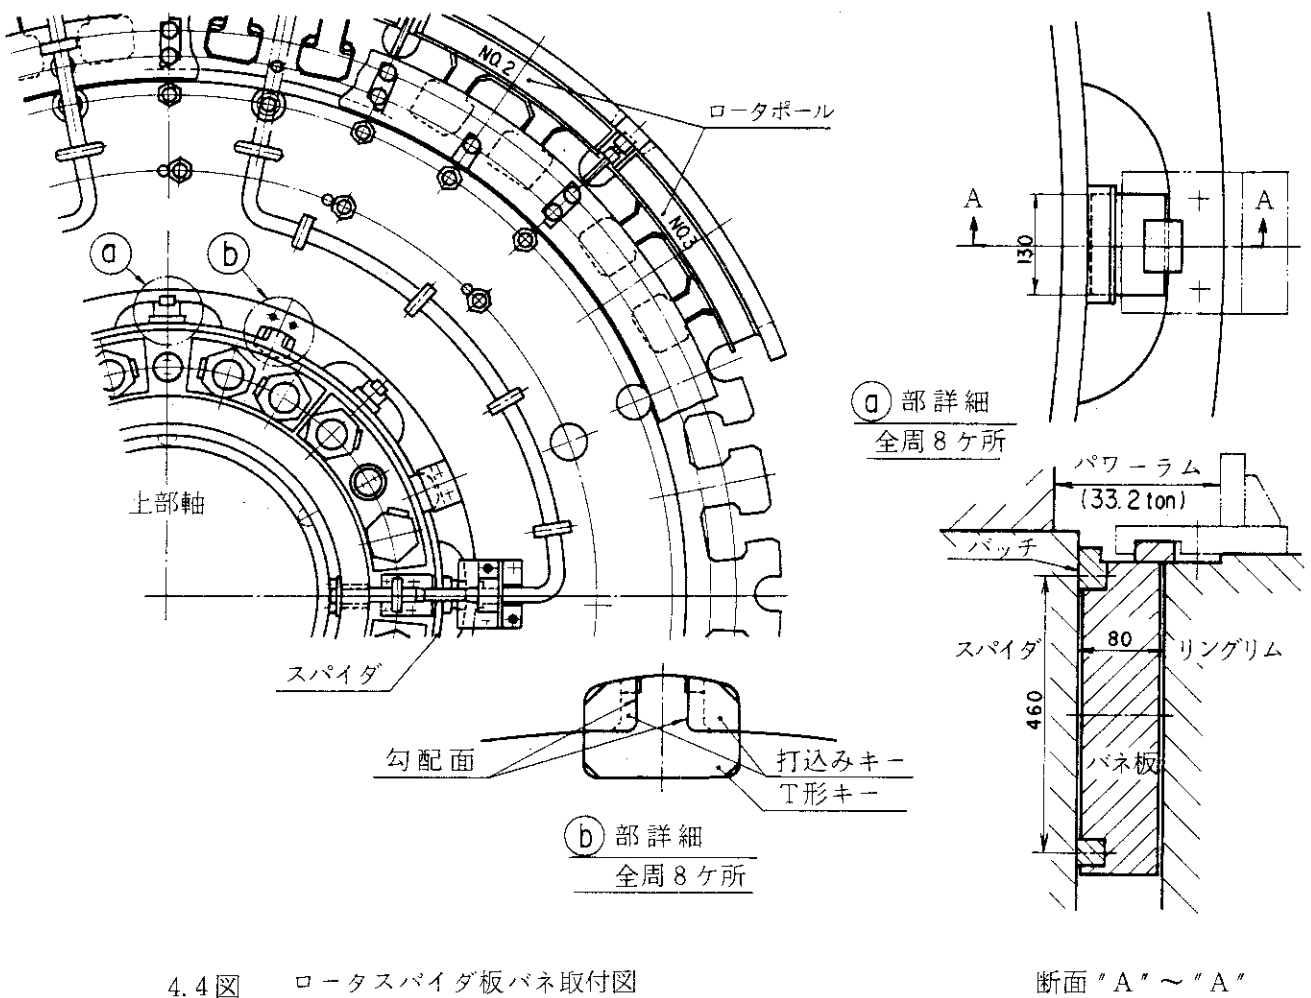 NO.2
ロータポール
NO.3
ⓐ
ⓑ
上部軸
スパイダ
A
A
130
ⓐ 部詳細
全周8ケ所
パワーラム
(33.2ton)
パッチ
スパイダ
80
リングリム
460
バネ板
勾配面
打込みキー
T形キー
ⓑ 部詳細
全周8ケ所
4.4図 ロータスパイダ板バネ取付図
断面"A"～"A"